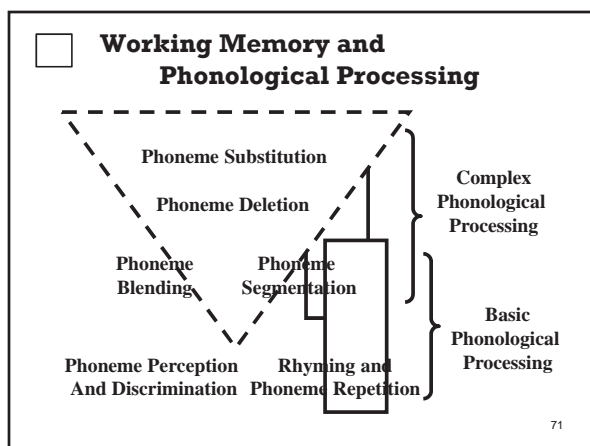 Working Memory and
Phonological Processing
Phoneme Substitution
Phoneme Deletion
Phoneme
Blending
Phoneme
Segmentation
Complex
Phonological
Processing
Phoneme Perception
And Discrimination
Rhyming and
Phoneme Repetition
Basic
Phonological
Processing
71